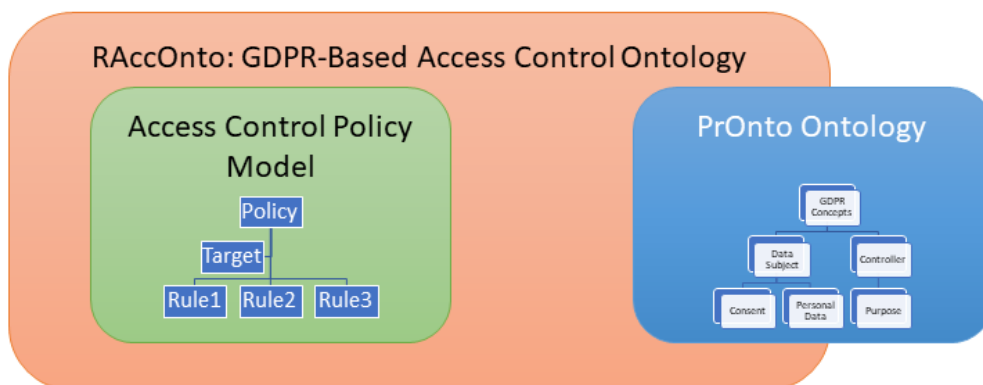 RAccOnto: GDPR-Based Access Control Ontology
Access Control Policy
Model
Policy
Target
Rule1 Rule2 Rule3
PrOnto Ontology
GDPR
Concepts
Data
Subject
Controller
Consent
Personal
Data
Purpose